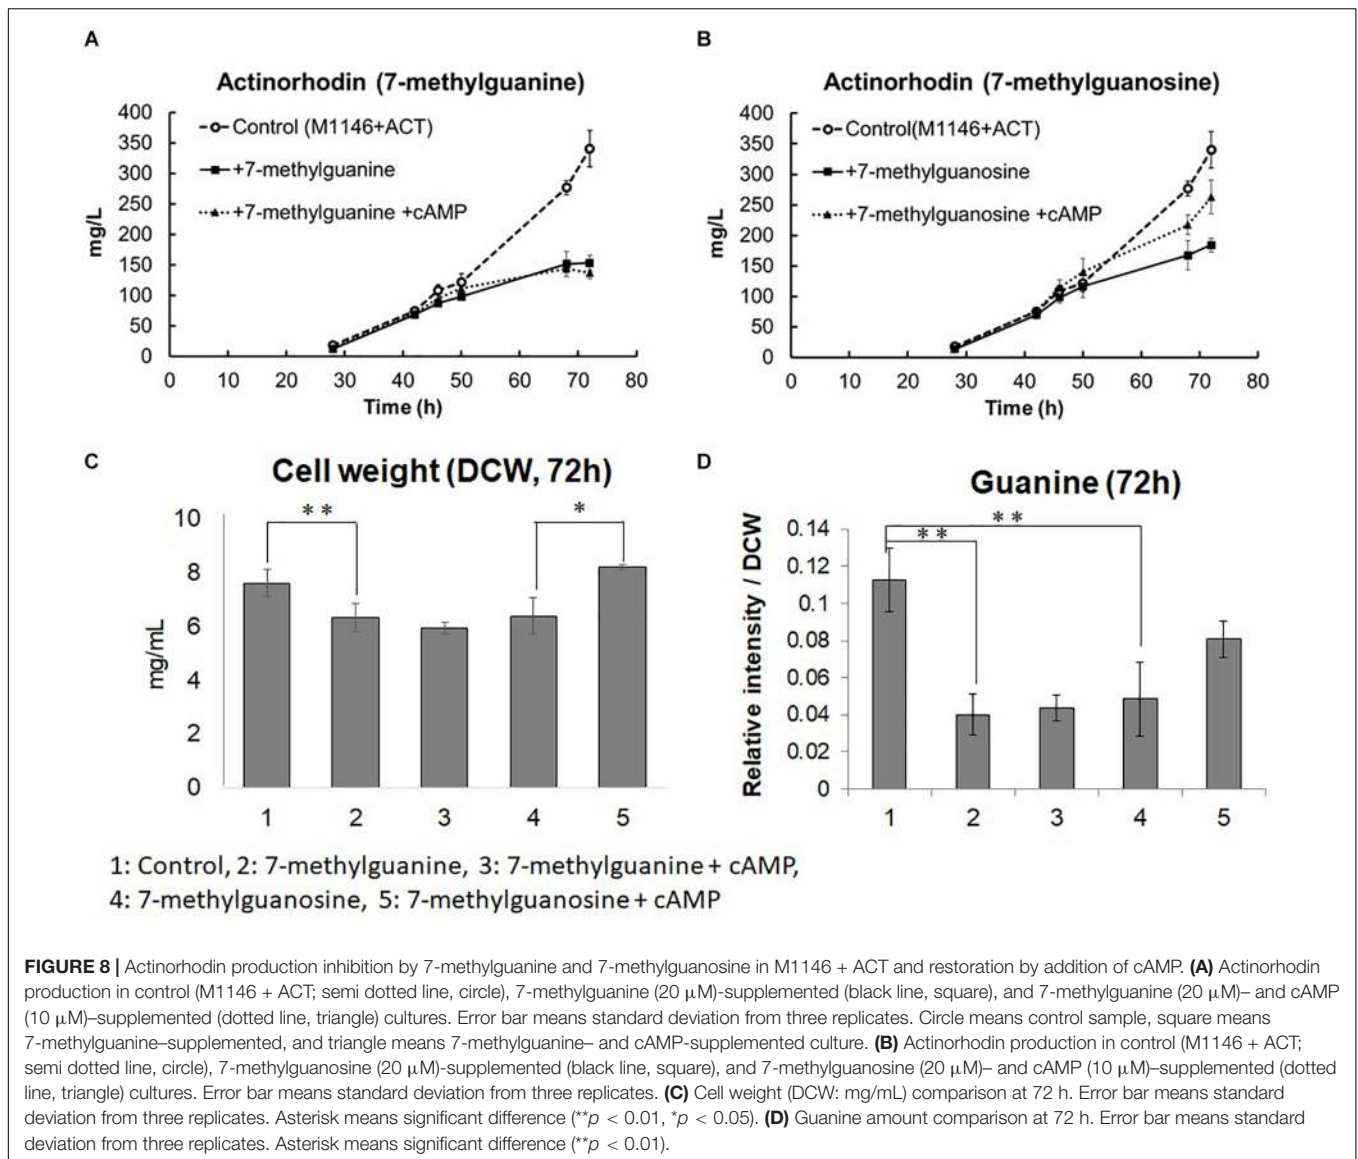 A
Actinorhodin (7-methylguanine)
400
350
300
250
200
150
100
50
0
mg/L
Control (M1146+ACT)
+7-methylguanine
+7-methylguanine +cAMP
0 10 20 30 40 50 60 70 80
Time (h)
B
Actinorhodin (7-methylguanosine)
400
350
300
250
200
150
100
50
0
mg/L
Control(M1146+ACT)
+7-methylguanosine
+7-methylguanosine +cAMP
0 10 20 30 40 50 60 70 80
Time (h)
C
Cell weight (DCW, 72h)
10
8
6
4
2
0
mg/mL
**
*
1 2 3 4 5
D
Guanine (72h)
0.14
0.12
0.1
0.08
0.06
0.04
0.02
0
Relative intensity / DCW
**
**
1 2 3 4 5
1: Control, 2: 7-methylguanine, 3: 7-methylguanine + cAMP,
4: 7-methylguanosine, 5: 7-methylguanosine + cAMP
FIGURE 8 | Actinorhodin production inhibition by 7-methylguanine and 7-methylguanosine in M1146 + ACT and restoration by addition of cAMP. (A) Actinorhodin
production in control (M1146 + ACT; semi dotted line, circle), 7-methylguanine (20 μM)-supplemented (black line, square), and 7-methylguanine (20 μM)– and cAMP
(10 μM)–supplemented (dotted line, triangle) cultures. Error bar means standard deviation from three replicates. Circle means control sample, square means
7-methylguanine–supplemented, and triangle means 7-methylguanine– and cAMP-supplemented culture. (B) Actinorhodin production in control (M1146 + ACT;
semi dotted line, circle), 7-methylguanosine (20 μM)-supplemented (black line, square), and 7-methylguanosine (20 μM)– and cAMP (10 μM)–supplemented (dotted
line, triangle) cultures. Error bar means standard deviation from three replicates. (C) Cell weight (DCW: mg/mL) comparison at 72 h. Error bar means standard
deviation from three replicates. Asterisk means significant difference (**p < 0.01, *p < 0.05). (D) Guanine amount comparison at 72 h. Error bar means standard
deviation from three replicates. Asterisk means significant difference (**p < 0.01).